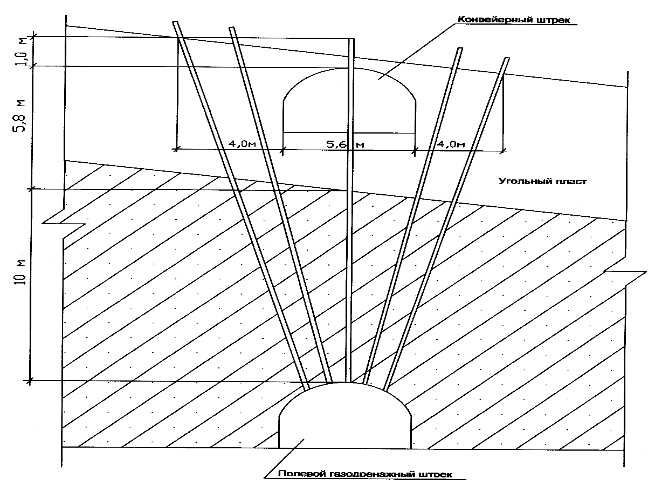 Конвейерный штрек
1,0 м
5,8 м
4,0м
5,6 м
4,0м
Угольный пласт
10 м
Полевой газодренажный штрек